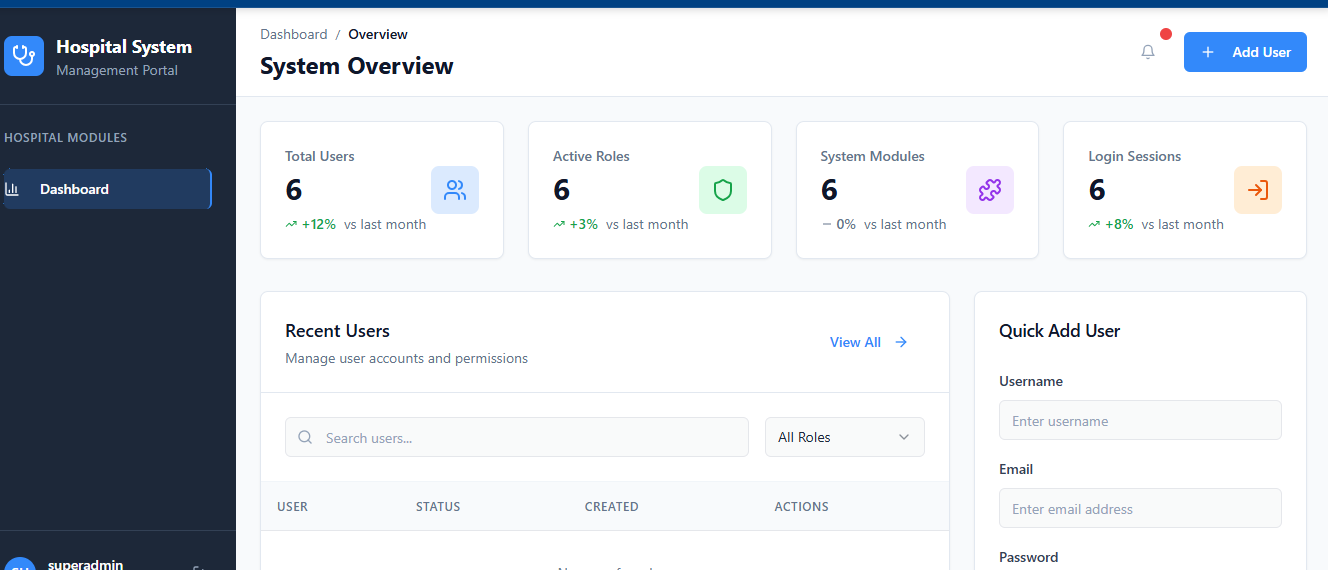 Hospital System
Management Portal
HOSPITAL MODULES
Dashboard
superadmin
Dashboard / Overview
System Overview
Add User
Total Users
6
+12% vs last month
Active Roles
6
+3% vs last month
System Modules
6
0% vs last month
Login Sessions
6
+8% vs last month
Recent Users
Manage user accounts and permissions
View All
Search users...
All Roles
USER STATUS CREATED ACTIONS
Quick Add User
Username
Enter username
Email
Enter email address
Password